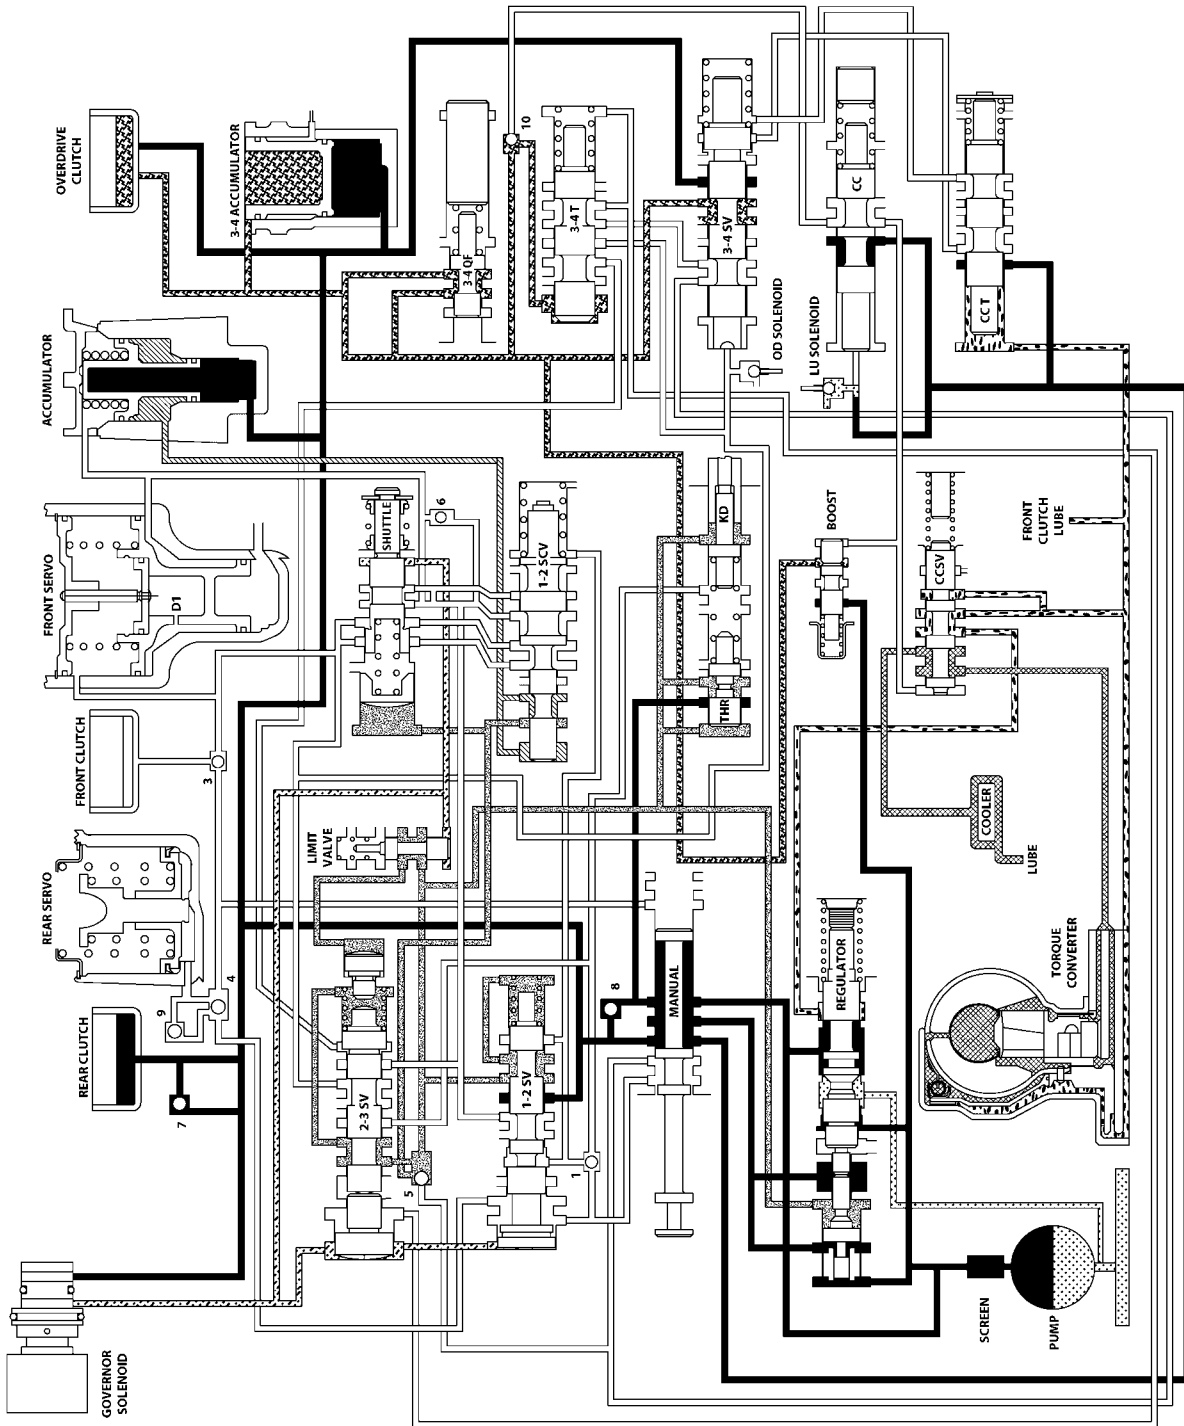 OVERDRIVE
CLUTCH
3-4 ACCUMULATOR
10
3-4 QF
3-4 T
3-4 SV
CC
CCT
OD SOLENOID
LU SOLENOID
ACCUMULATOR
FRONT SERVO
D1
SHUTTLE
6
1-2 SCV
KD
THR
BOOST
CCSV
FRONT
CLUTCH
LUBE
FRONT CLUTCH
3
LIMIT
VALVE
COOLER
LUBE
REAR SERVO
4
9
REAR CLUTCH
7
2-3 SV
5
1-2 SV
1
8
MANUAL
REGULATOR
TORQUE
CONVERTER
SCREEN
PUMP
GOVERNOR
SOLENOID